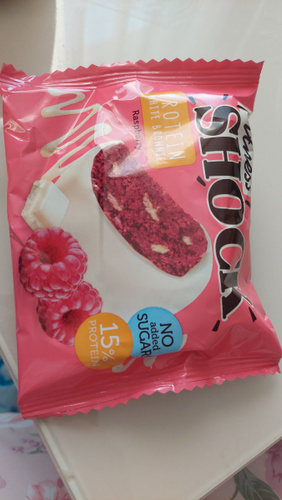 SHOCK
PROTEIN
Raspberry
NO
added
SUGAR
15%
PROTEIN